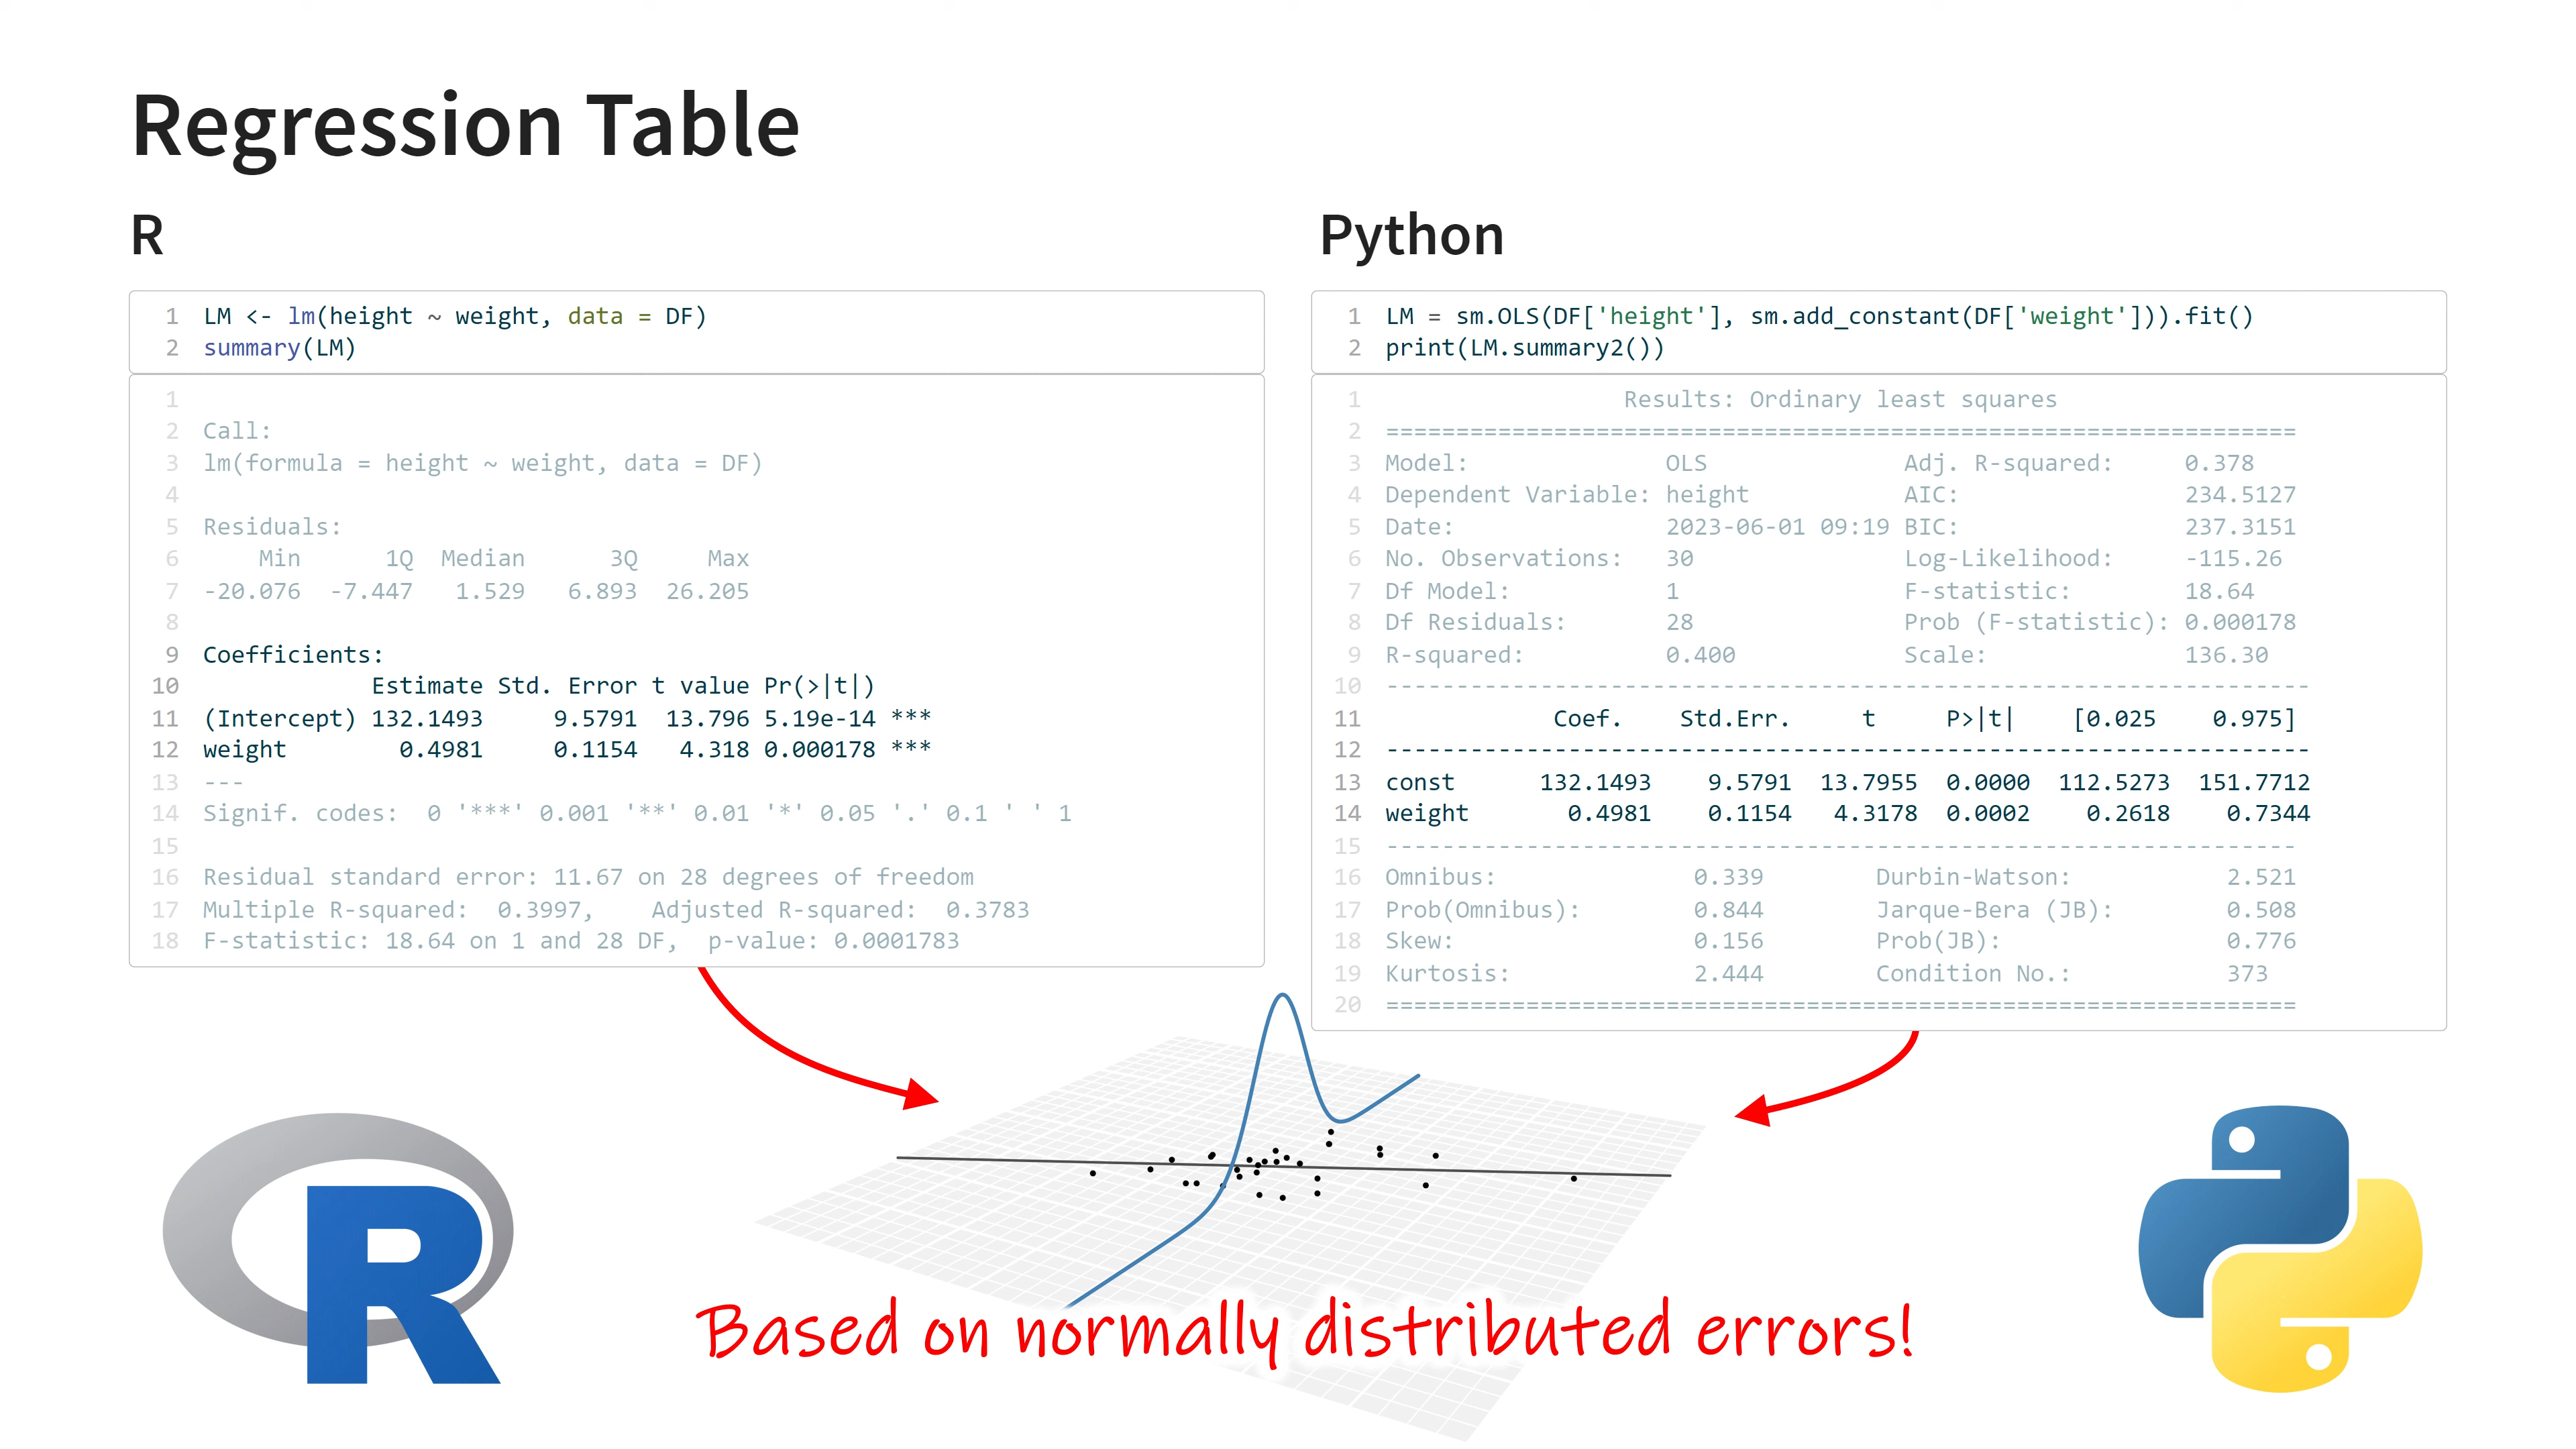 Regression Table
R
1 LM <- lm(height ~ weight, data = DF)
2 summary(LM)
1
2 Call:
3 lm(formula = height ~ weight, data = DF)
4
5 Residuals:
6     Min      1Q  Median      3Q     Max
7 -20.076  -7.447   1.529   6.893  26.205
8
9 Coefficients:
10             Estimate Std. Error t value Pr(>|t|)
11 (Intercept) 132.1493     9.5791  13.796 5.19e-14 ***
12 weight        0.4981     0.1154   4.318 0.000178 ***
13 ---
14 Signif. codes:  0 '***' 0.001 '**' 0.01 '*' 0.05 '.' 0.1 ' ' 1
15
16 Residual standard error: 11.67 on 28 degrees of freedom
17 Multiple R-squared:  0.3997,    Adjusted R-squared:  0.3783
18 F-statistic: 18.64 on 1 and 28 DF,  p-value: 0.0001783
Python
1 LM = sm.OLS(DF['height'], sm.add_constant(DF['weight'])).fit()
2 print(LM.summary2())
1                  Results: Ordinary least squares
2 =================================================================
3 Model:              OLS              Adj. R-squared:     0.378
4 Dependent Variable: height           AIC:                234.5127
5 Date:               2023-06-01 09:19 BIC:                237.3151
6 No. Observations:   30               Log-Likelihood:     -115.26
7 Df Model:           1                F-statistic:        18.64
8 Df Residuals:       28               Prob (F-statistic): 0.000178
9 R-squared:          0.400            Scale:              136.30
10 ------------------------------------------------------------------
11             Coef.    Std.Err.     t     P>|t|    [0.025    0.975]
12 ------------------------------------------------------------------
13 const      132.1493    9.5791  13.7955  0.0000  112.5273  151.7712
14 weight       0.4981    0.1154   4.3178  0.0002    0.2618    0.7344
15 -----------------------------------------------------------------
16 Omnibus:              0.339        Durbin-Watson:           2.521
17 Prob(Omnibus):        0.844        Jarque-Bera (JB):        0.508
18 Skew:                 0.156        Prob(JB):                0.776
19 Kurtosis:             2.444        Condition No.:           373
20 =================================================================
R
Based on normally distributed errors!